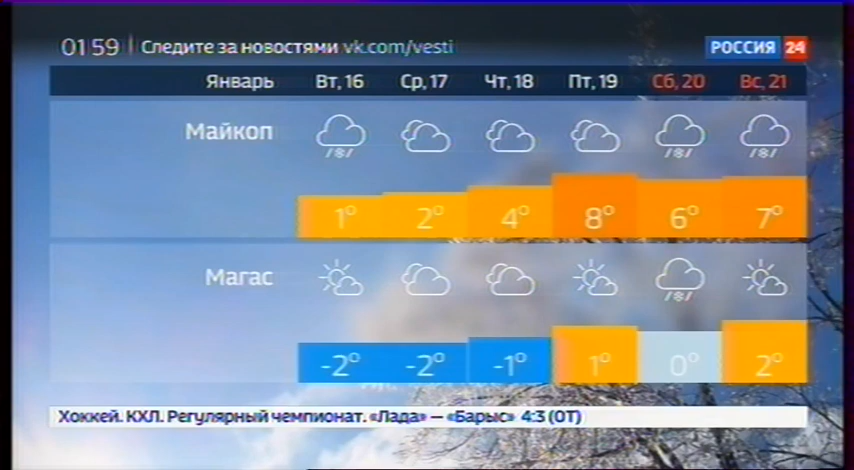 01:59 Следите за новостями vk.com/vesti РОССИЯ 24
Январь Вт, 16 Ср, 17 Чт, 18 Пт, 19 Сб, 20 Вс, 21
Майкоп
1° 2° 4° 8° 6° 7°
Магас
-2° -2° -1° 1° 0° 2°
Хоккей. КХЛ. Регулярный чемпионат. «Лада» — «Барыс» 4:3 (ОТ)